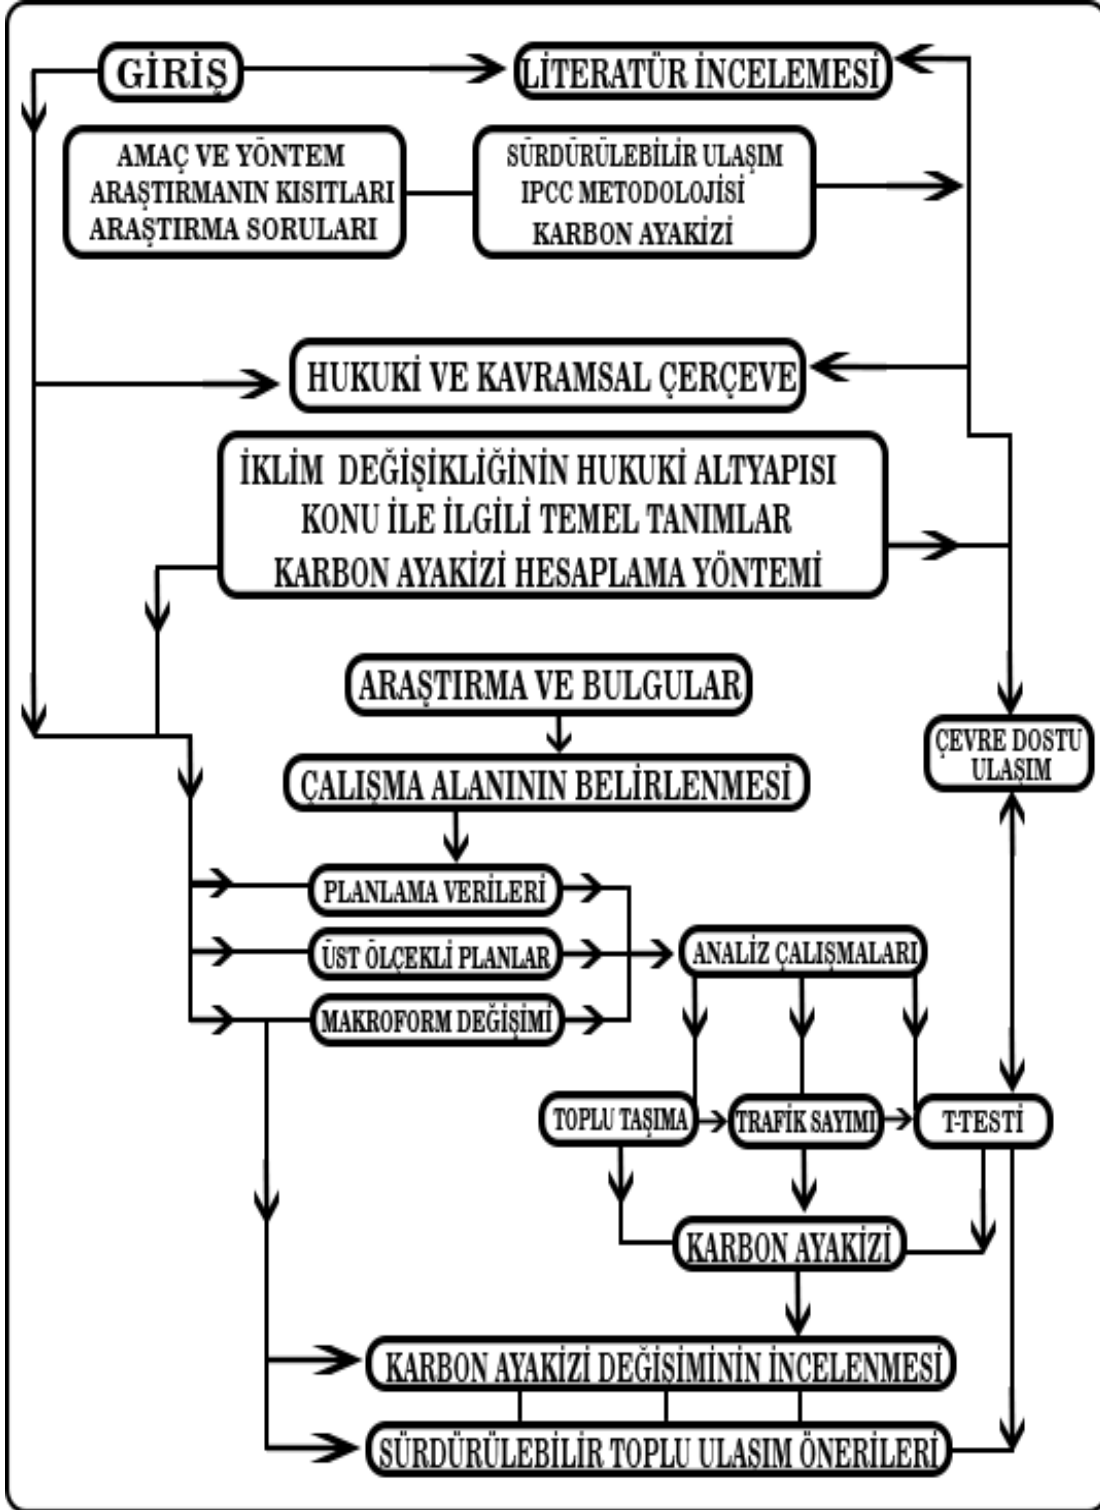 GİRİŞ
LİTERATÜR İNCELEMESİ
AMAÇ VE YÖNTEM
ARAŞTIRMANIN KISITLARI
ARAŞTIRMA SORULARI
SÜRDÜRÜLEBİLİR ULAŞIM
IPCC METODOLOJİSİ
KARBON AYAKİZİ
HUKUKİ VE KAVRAMSAL ÇERÇEVE
İKLİM DEĞİŞİKLİĞİNİN HUKUKİ ALTYAPISI
KONU İLE İLGİLİ TEMEL TANIMLAR
KARBON AYAKİZİ HESAPLAMA YÖNTEMİ
ARAŞTIRMA VE BULGULAR
ÇEVRE DOSTU
ULAŞIM
ÇALIŞMA ALANININ BELİRLENMESİ
PLANLAMA VERİLERİ
ÜST ÖLÇEKLİ PLANLAR
MAKROFORM DEĞİŞİMİ
ANALİZ ÇALIŞMALARI
TOPLU TAŞIMA
TRAFİK SAYIMI
T-TESTİ
KARBON AYAKİZİ
KARBON AYAKİZİ DEĞİŞİMİNİN İNCELENMESİ
SÜRDÜRÜLEBİLİR TOPLU ULAŞIM ÖNERİLERİ